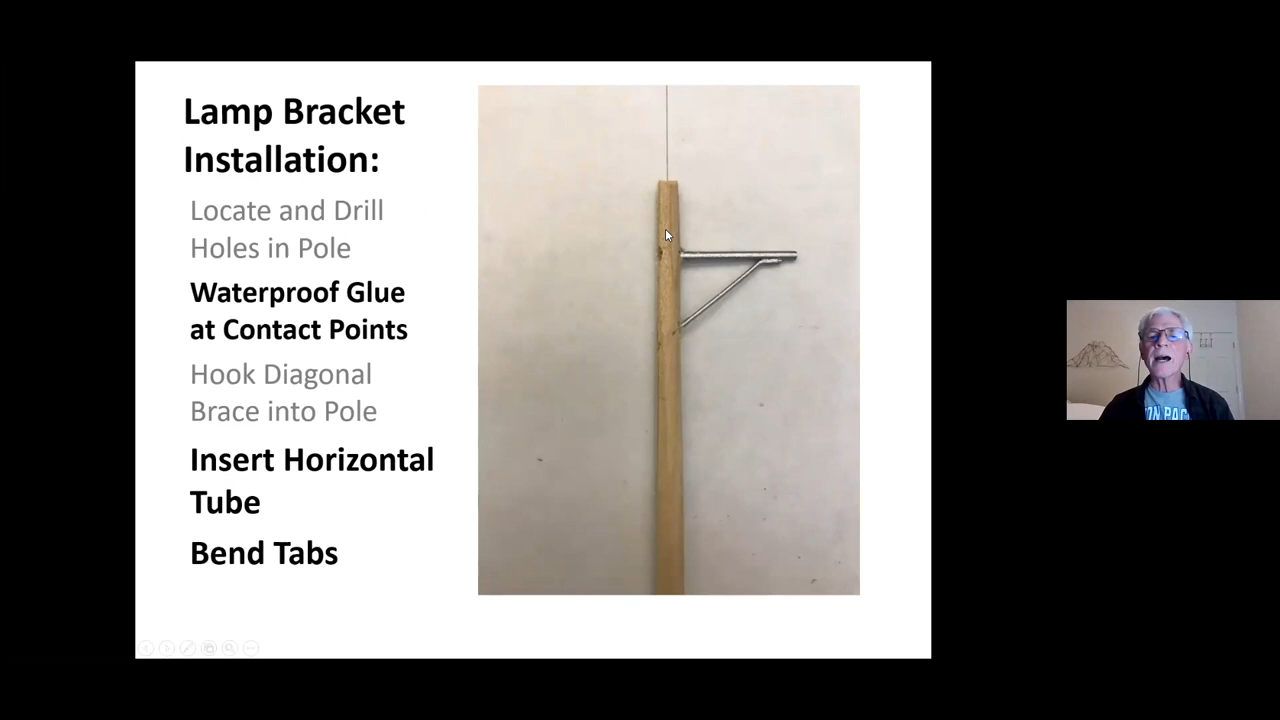 Lamp Bracket
Installation:
Locate and Drill
Holes in Pole
Waterproof Glue
at Contact Points
Hook Diagonal
Brace into Pole
Insert Horizontal
Tube
Bend Tabs